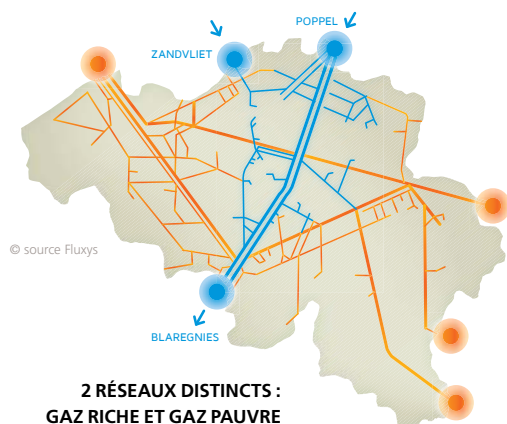 POPPEL
ZANDVLIET
© source Fluxys
BLAREGNIES
2 RÉSEAUX DISTINCTS :
GAZ RICHE ET GAZ PAUVRE